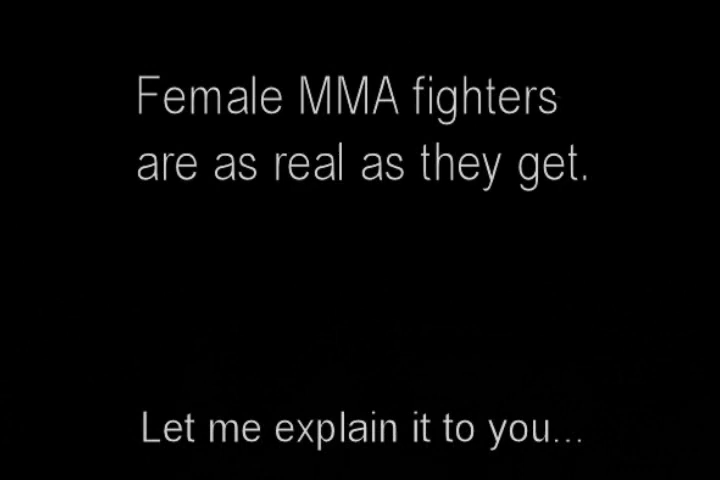 Female MMA fighters
are as real as they get.
Let me explain it to you...